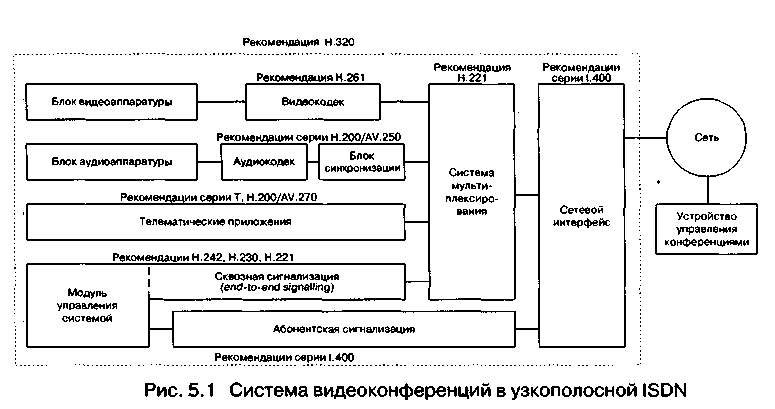 Рекомендация H.320
Рекомендация H.261
Рекомендация
H.221
Рекомендации
серии I.400
Блок видеоаппаратуры
Видеокодек
Рекомендации серии H.200/AV.250
Блок аудиоаппаратуры
Аудиокодек
Блок
синхронизации
Рекомендации серии T, H.200/AV.270
Телематические приложения
Система
мульти-
плексиро-
вания
Сетевой
интерфейс
Сеть
Устройство
управления
конференциями
Рекомендации H.242, H.230, H.221
Сквозная сигнализация
(end-to-end signalling)
Модуль
управления
системой
Абонентская сигнализация
Рекомендации серии I.400
Рис. 5.1 Система видеоконференций в узкополосной ISDN